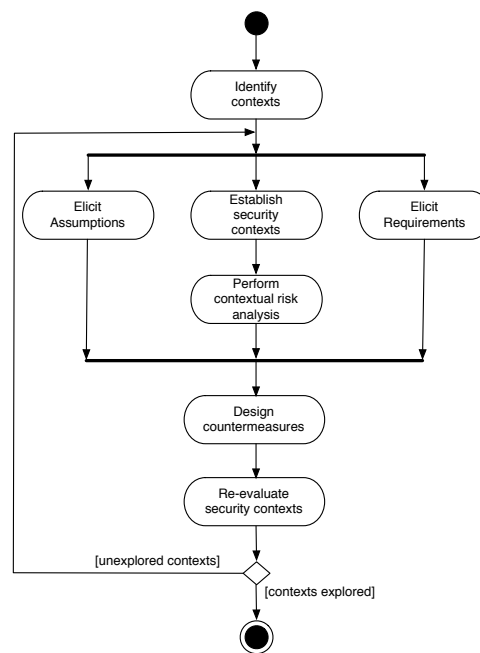 Identify
contexts
Elicit
Assumptions
Establish
security
contexts
Elicit
Requirements
Perform
contextual risk
analysis
Design
countermeasures
Re-evaluate
security contexts
[unexplored contexts]
[contexts explored]